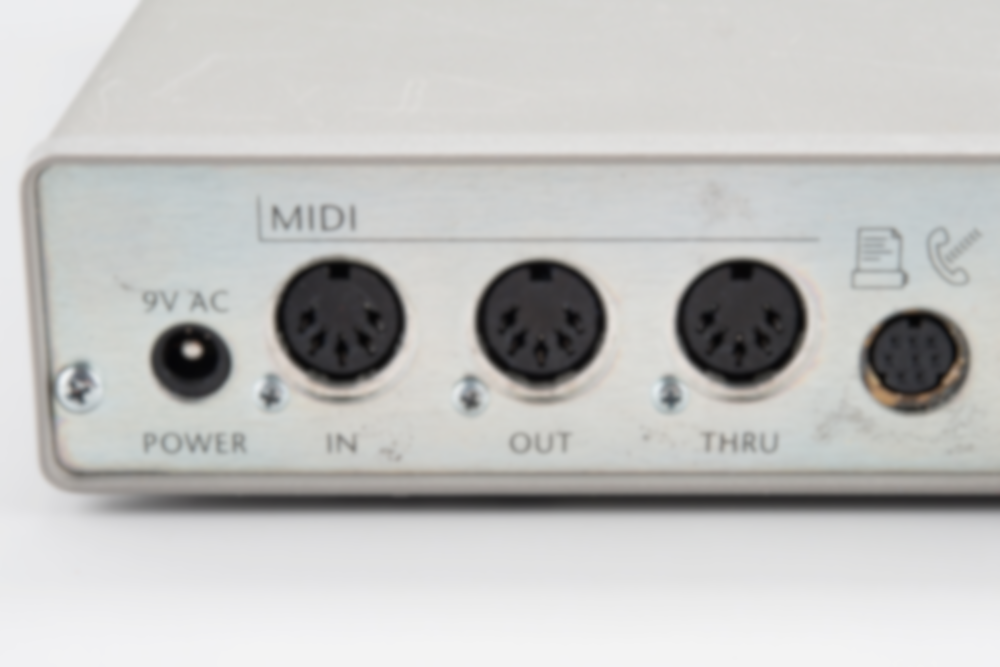 MIDI
9V AC
POWER
IN
OUT
THRU